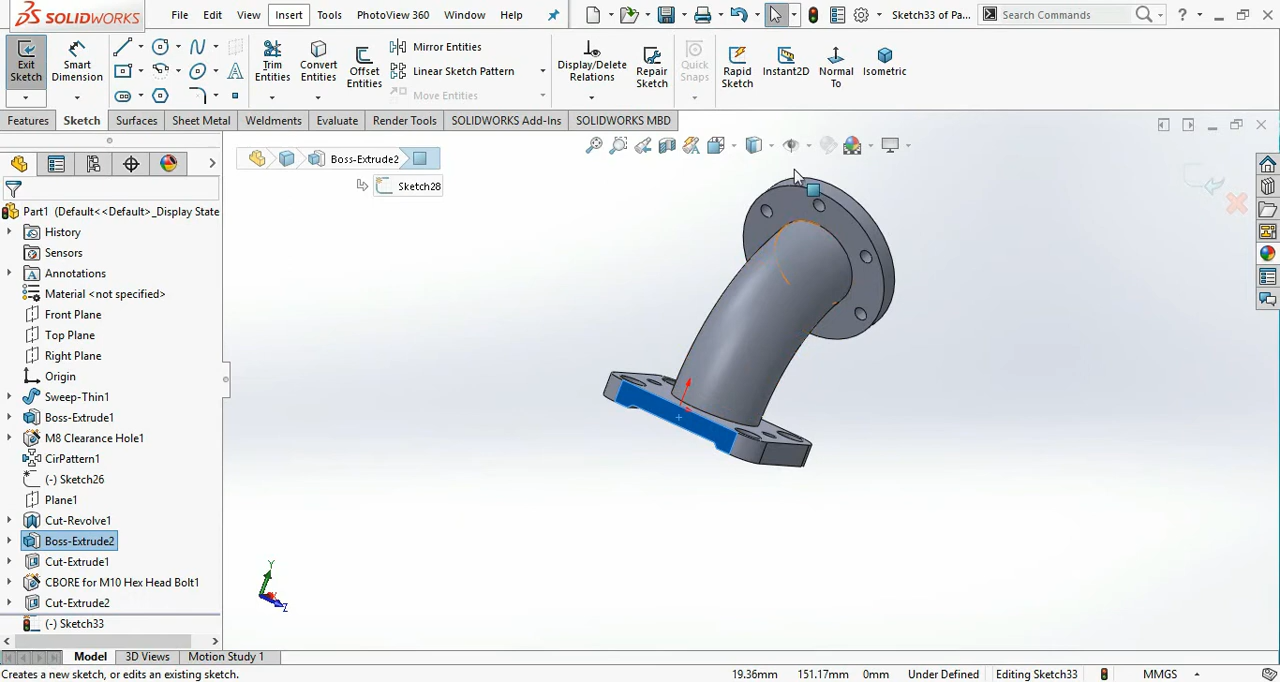 SOLIDWORKS
File Edit View Insert Tools PhotoView 360 Window Help
Sketch33 of Pa...
Search Commands
?
Exit Sketch
Smart Dimension
Trim Entities
Convert Entities
Offset Entities
Mirror Entities
Linear Sketch Pattern
Move Entities
Display/Delete Relations
Repair Sketch
Quick Snaps
Rapid Sketch
Instant2D
Normal To
Isometric
Features Sketch Surfaces Sheet Metal Weldments Evaluate Render Tools SOLIDWORKS Add-Ins SOLIDWORKS MBD
Boss-Extrude2
Sketch28
Part1 (Default<<Default>_Display State
History
Sensors
Annotations
Material <not specified>
Front Plane
Top Plane
Right Plane
Origin
Sweep-Thin1
Boss-Extrude1
M8 Clearance Hole1
CirPattern1
(-) Sketch26
Plane1
Cut-Revolve1
Boss-Extrude2
Cut-Extrude1
CBORE for M10 Hex Head Bolt1
Cut-Extrude2
(-) Sketch33
Y
Z
Model 3D Views Motion Study 1
Creates a new sketch, or edits an existing sketch.
19.36mm 151.17mm 0mm Under Defined Editing Sketch33 MMGS